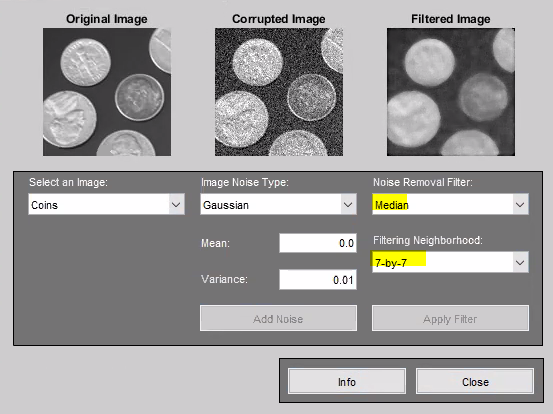 Original Image
Corrupted Image
Filtered Image
Select an Image:
Coins
Image Noise Type:
Gaussian
Mean:
0.0
Variance:
0.01
Add Noise
Noise Removal Filter:
Median
Filtering Neighborhood:
7-by-7
Apply Filter
Info
Close